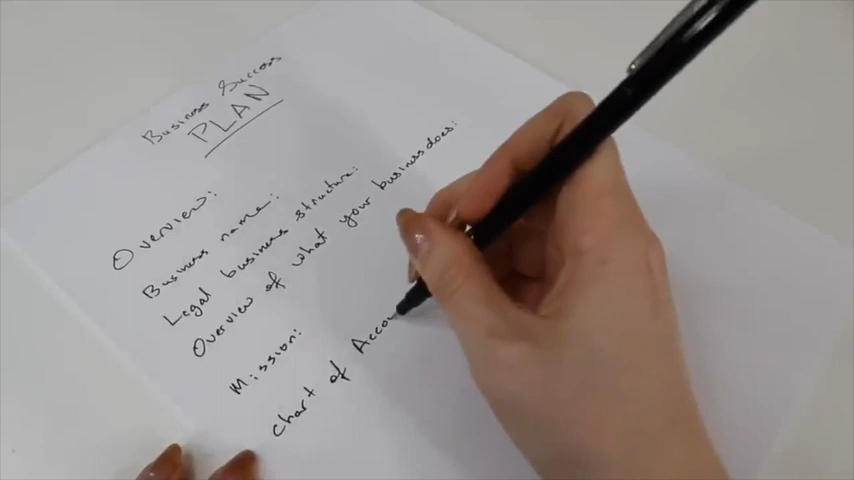 Business Success
PLAN
Overview:
Business name:
Legal business structure:
Overview of what your business does:
Mission:
Chart of Accou